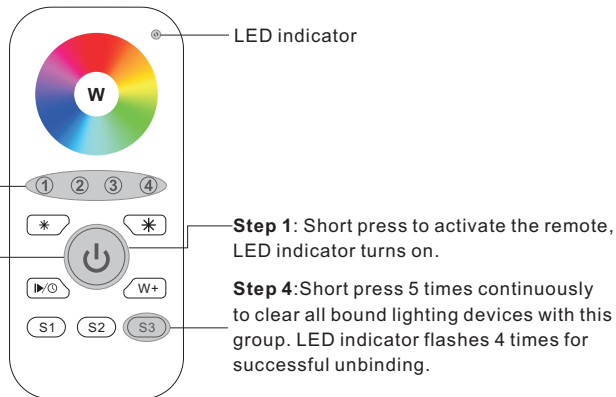 LED indicator
W
1 2 3 4
Step 1: Short press to activate the remote,
LED indicator turns on.
W+
Step 4:Short press 5 times continuously
to clear all bound lighting devices with this
group. LED indicator flashes 4 times for
successful unbinding.
S1 S2 S3